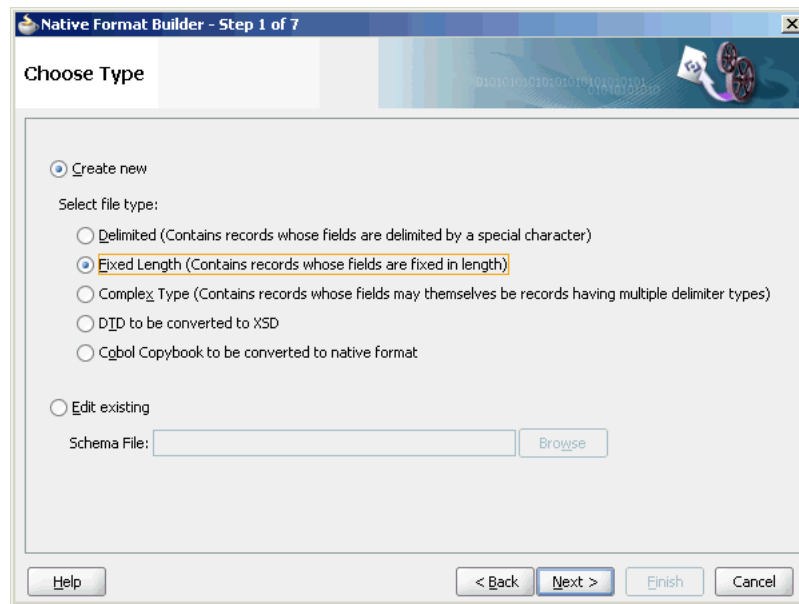 Native Format Builder - Step 1 of 7
Choose Type
Create new
Select file type:
Delimited (Contains records whose fields are delimited by a special character)
Fixed Length (Contains records whose fields are fixed in length)
Complex Type (Contains records whose fields may themselves be records having multiple delimiter types)
DTD to be converted to XSD
Cobol Copybook to be converted to native format
Edit existing
Schema File:
Browse
Help
< Back
Next >
Finish
Cancel